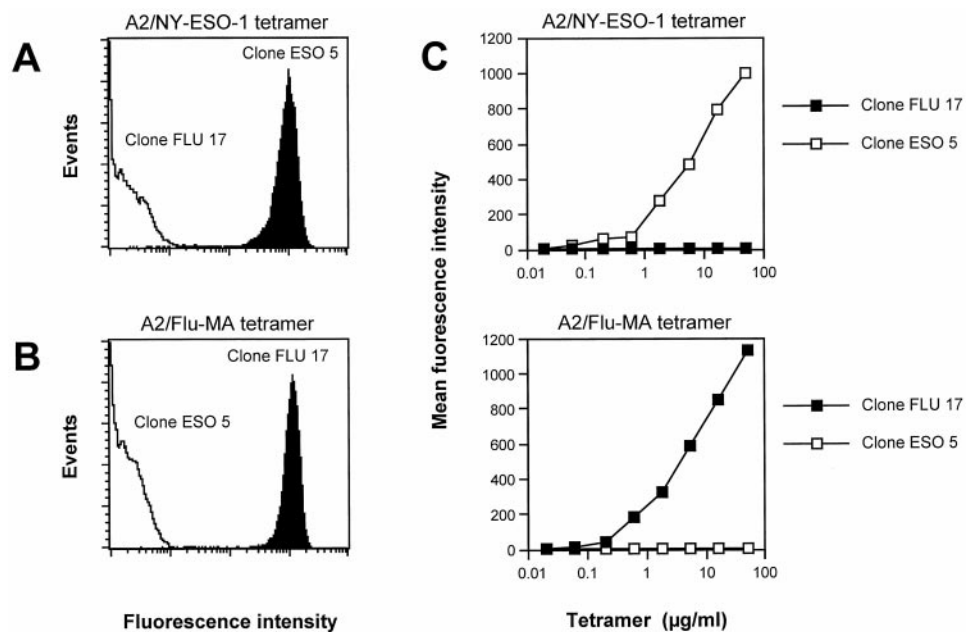 A
A2/NY-ESO-1 tetramer
Clone ESO 5
Clone FLU 17
Events
B
A2/Flu-MA tetramer
Clone FLU 17
Clone ESO 5
Events
Fluorescence intensity
C
A2/NY-ESO-1 tetramer
1200
1000
800
600
400
200
0
0.01 0.1 1 10 100
Clone FLU 17
Clone ESO 5
Mean fuorescence intensity
A2/Flu-MA tetramer
1200
1000
800
600
400
200
0
0.01 0.1 1 10 100
Clone FLU 17
Clone ESO 5
Tetramer (µg/ml)